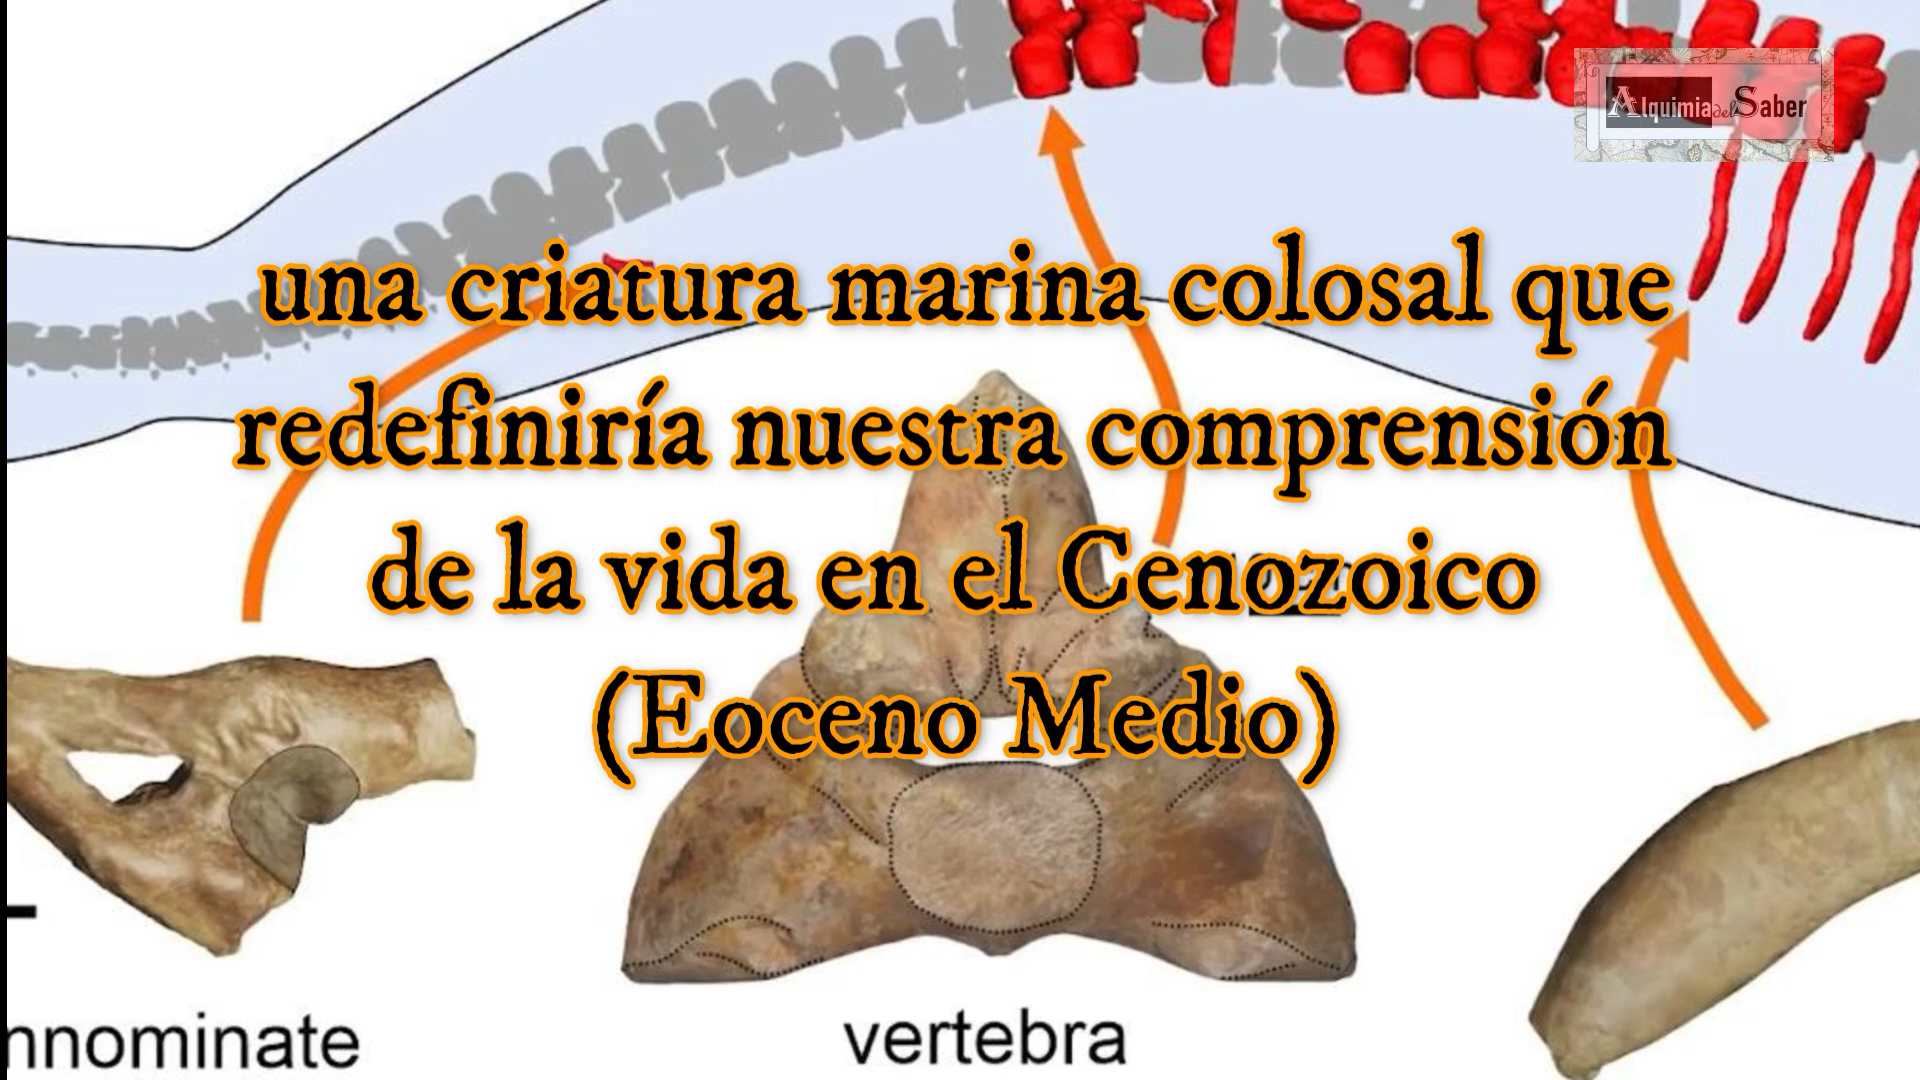 Alquimia del Saber
una criatura marina colosal que
redefiniría nuestra comprensión
de la vida en el Cenozoico
(Eoceno Medio)
nnominate
vertebra